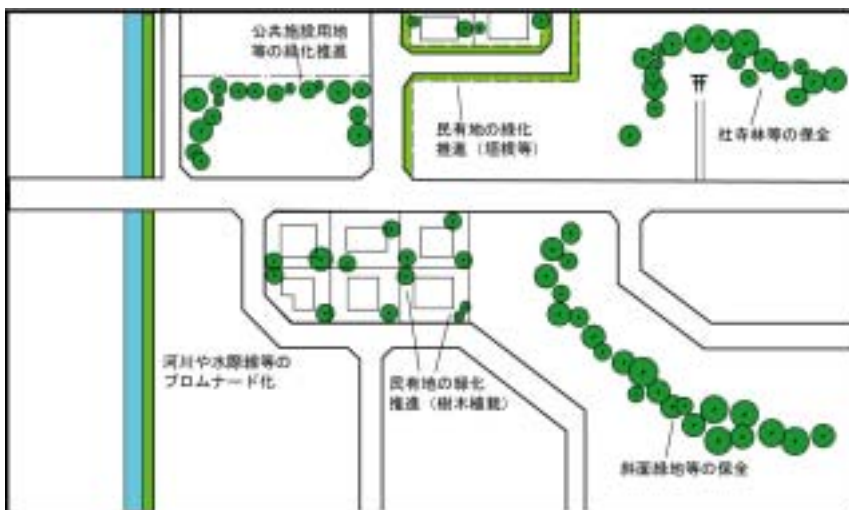 公共施設用地
等の緑化推進
民有地の緑化
推進（垣根等）
社寺林等の保全
河川や水際線等の
プロムナード化
民有地の緑化
推進（樹木植栽）
斜面緑地等の保全